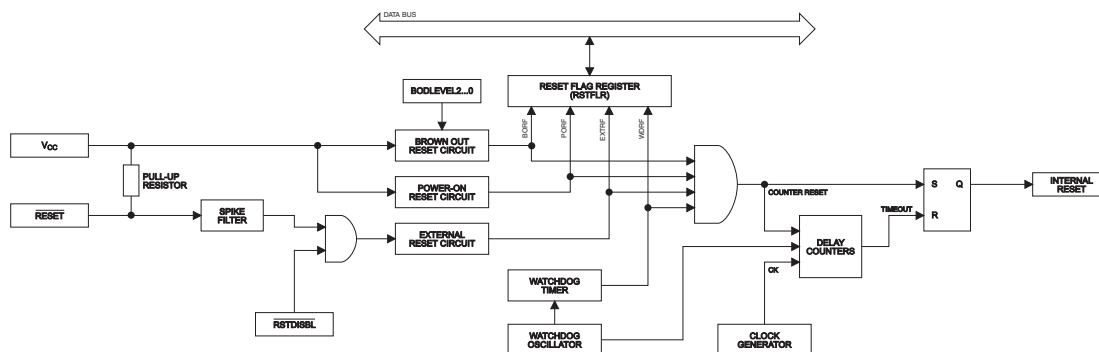 DATA BUS
RESET FLAG REGISTER
(RSTFLR)
BODLEVEL2...0
BORF
PORF
EXTRF
WDRF
VCC
BROWN OUT
RESET CIRCUIT
PULL-UP
RESISTOR
POWER-ON
RESET CIRCUIT
RESET
SPIKE
FILTER
EXTERNAL
RESET CIRCUIT
COUNTER RESET
S
Q
R
INTERNAL
RESET
TIMEOUT
DELAY
COUNTERS
CK
WATCHDOG
TIMER
RSTDISBL
WATCHDOG
OSCILLATOR
CLOCK
GENERATOR